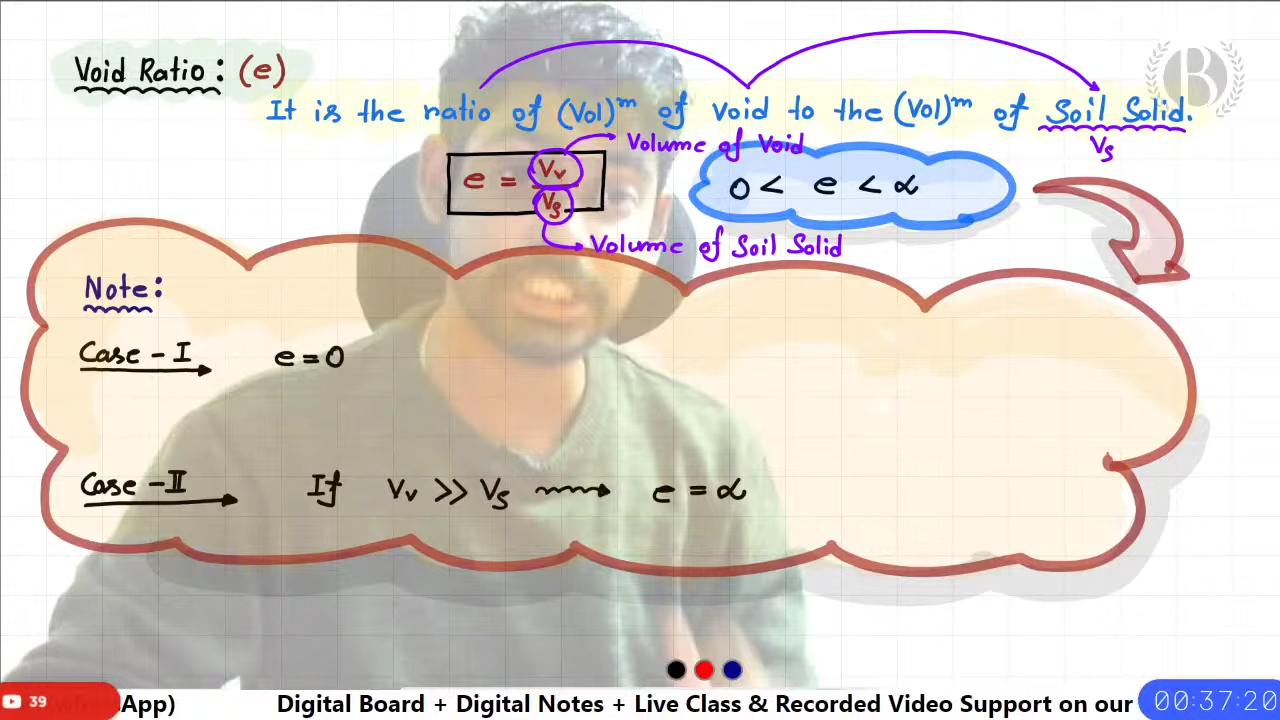 Void Ratio: (e)
It is the ratio of (Vol)ᵐ of void to the (Vol)ᵐ of Soil Solid.
Vₛ
e = Vᵥ / Vₛ
Volume of Void
0 < e < α
Volume of Soil Solid
Note:
Case - I e = 0
Case - II If Vᵥ >> Vₛ e = α
B
39
App)
Digital Board + Digital Notes + Live Class & Recorded Video Support on our
00:37:20